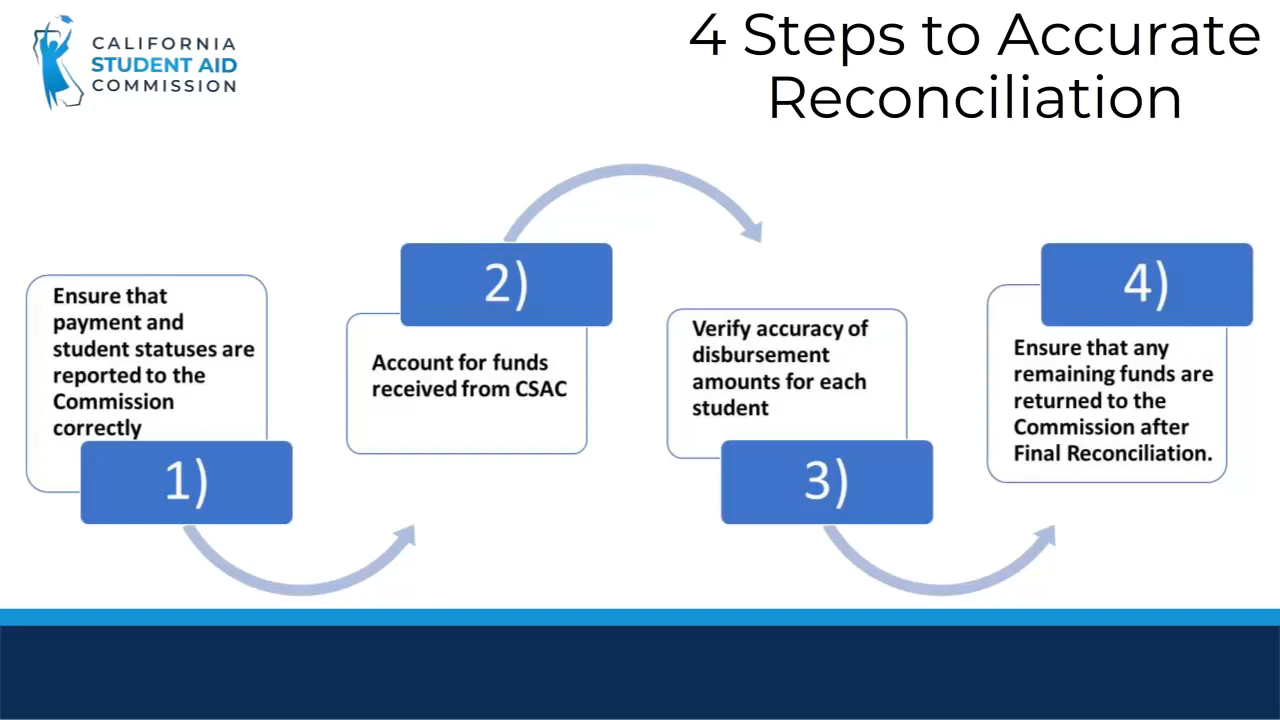 CALIFORNIA
STUDENT AID
COMMISSION
4 Steps to Accurate
Reconciliation
Ensure that
payment and
student statuses are
reported to the
Commission
correctly
1)
2)
Account for funds
received from CSAC
Verify accuracy of
disbursement
amounts for each
student
3)
4)
Ensure that any
remaining funds are
returned to the
Commission after
Final Reconciliation.